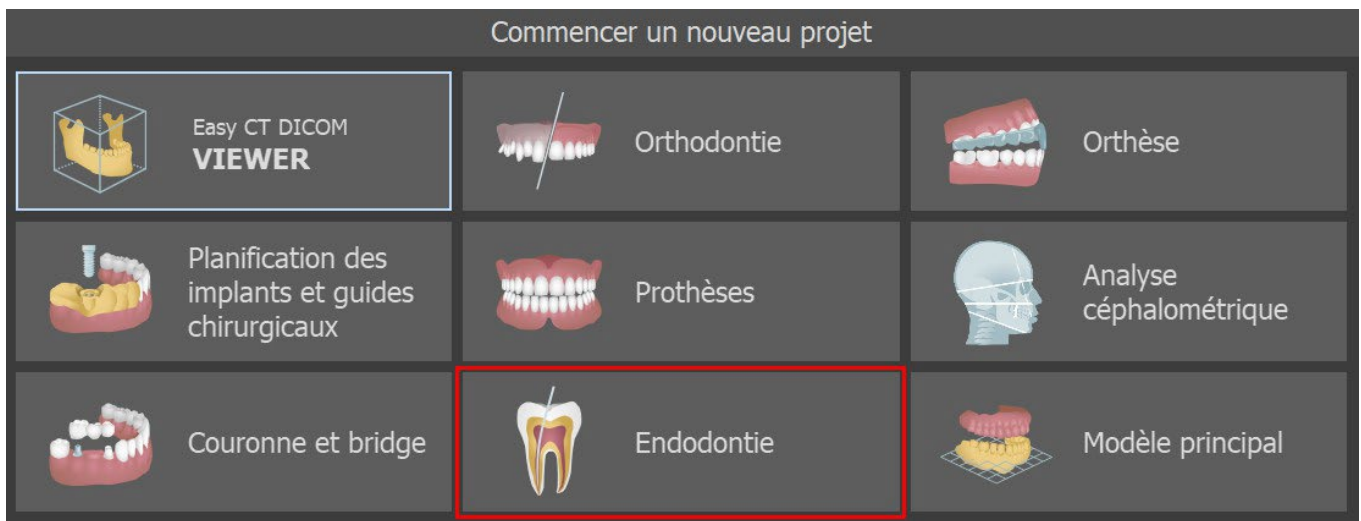 Commencer un nouveau projet
Easy CT DICOM
VIEWER
Orthodontie
Orthèse
Planification des
implants et guides
chirurgicaux
Prothèses
Analyse
céphalométrique
Couronne et bridge
Endodontie
Modèle principal